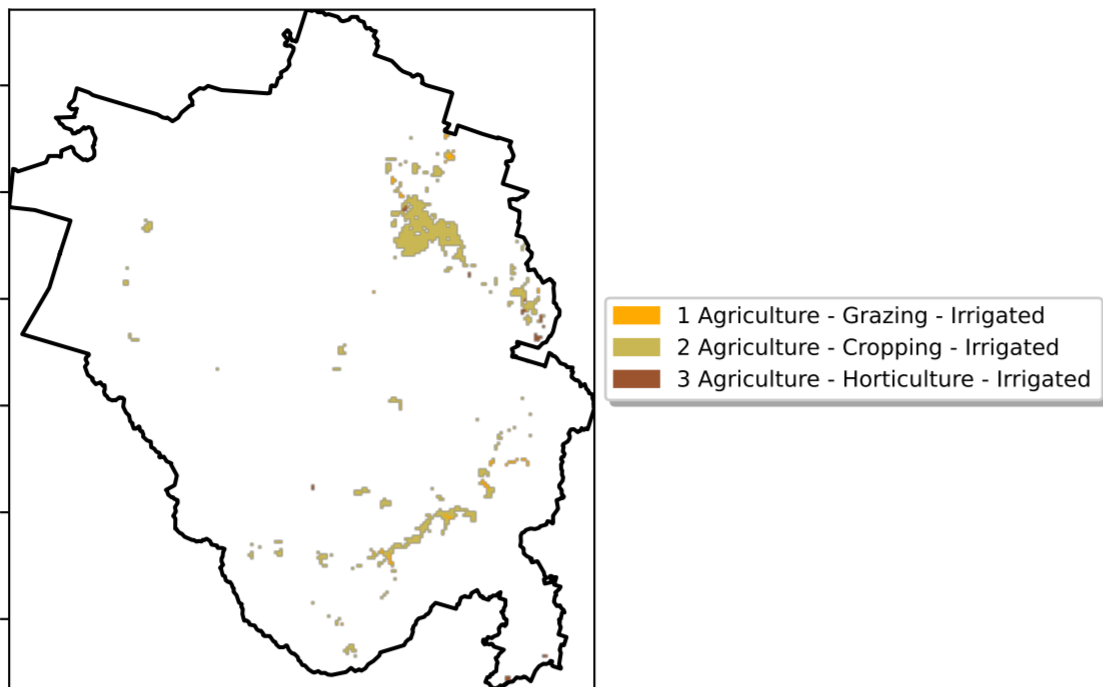 1 Agriculture - Grazing - Irrigated
2 Agriculture - Cropping - Irrigated
3 Agriculture - Horticulture - Irrigated